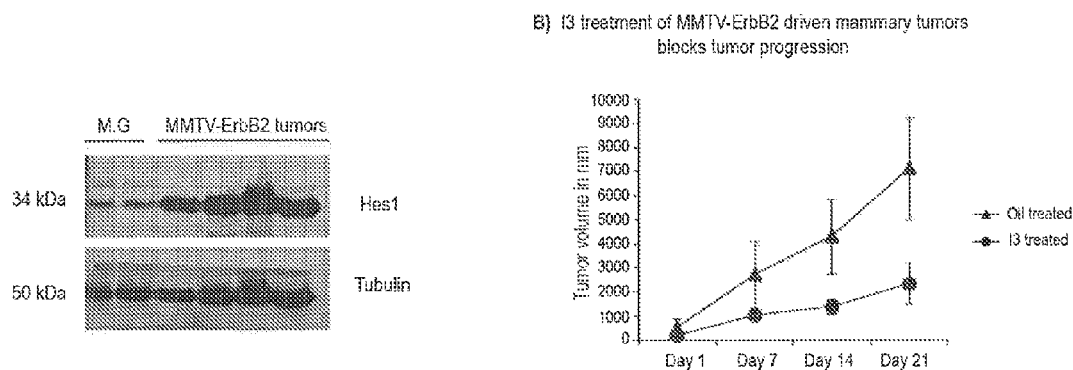 M.G MMTV-ErbB2 tumors
34 kDa
Hes1
50 kDa
Tubulin
B) I3 treatment of MMTV-ErbB2 driven mammary tumors
blocks tumor progression
Tumor volume in mm
10000
9000
8000
7000
6000
5000
4000
3000
2000
1000
0
Day 1 Day 7 Day 14 Day 21
Oil treated
I3 treated